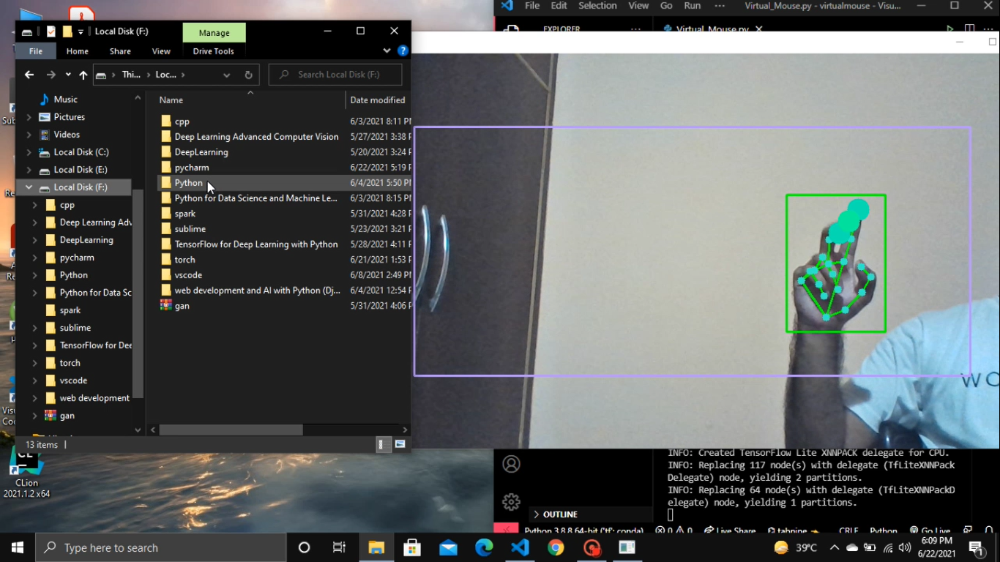 File Edit Selection View Go Run ··· Virtual_Mouse.py - virtualmouse - Visu...
EXPLORER ··· Virtual_Mouse.py
Local Disk (F:) Manage
File Home Share View Drive Tools
Thi... Loc... Search Local Disk (F:)
Name Date modified
Music
Pictures
Videos
Local Disk (C:)
Local Disk (E:)
Local Disk (F:)
cpp
Deep Learning Adv
DeepLearning
pycharm
Python
Python for Data Sc
spark
sublime
TensorFlow for Dee
torch
vscode
web development
gan
cpp 6/3/2021 8:11 PM
Deep Learning Advanced Computer Vision 5/27/2021 3:38 P
DeepLearning 5/20/2021 3:24 P
pycharm 6/22/2021 5:19 P
Python 6/4/2021 5:50 PM
Python for Data Science and Machine Le... 6/3/2021 8:15 PM
spark 5/31/2021 4:28 P
sublime 5/23/2021 3:21 P
TensorFlow for Deep Learning with Python 5/28/2021 4:11 P
torch 6/21/2021 1:53 P
vscode 6/8/2021 2:49 PM
web development and AI with Python (Dj... 6/4/2021 12:54 P
gan 5/31/2021 4:06 P
13 items
W O
CLion
2021.1.2 x64
INFO: Created TensorFlow Lite XNNPACK delegate for CPU.
INFO: Replacing 117 node(s) with delegate (TfLiteXNNPack
Delegate) node, yielding 2 partitions.
INFO: Replacing 64 node(s) with delegate (TfLiteXNNPackD
elegate) node, yielding 1 partitions.
OUTLINE
Python 3.8.8 64-bit ('tf': conda) 0 0 Live Share tabnine CRLF Python Go Live
Type here to search
39°C
6:09 PM
6/22/2021
1